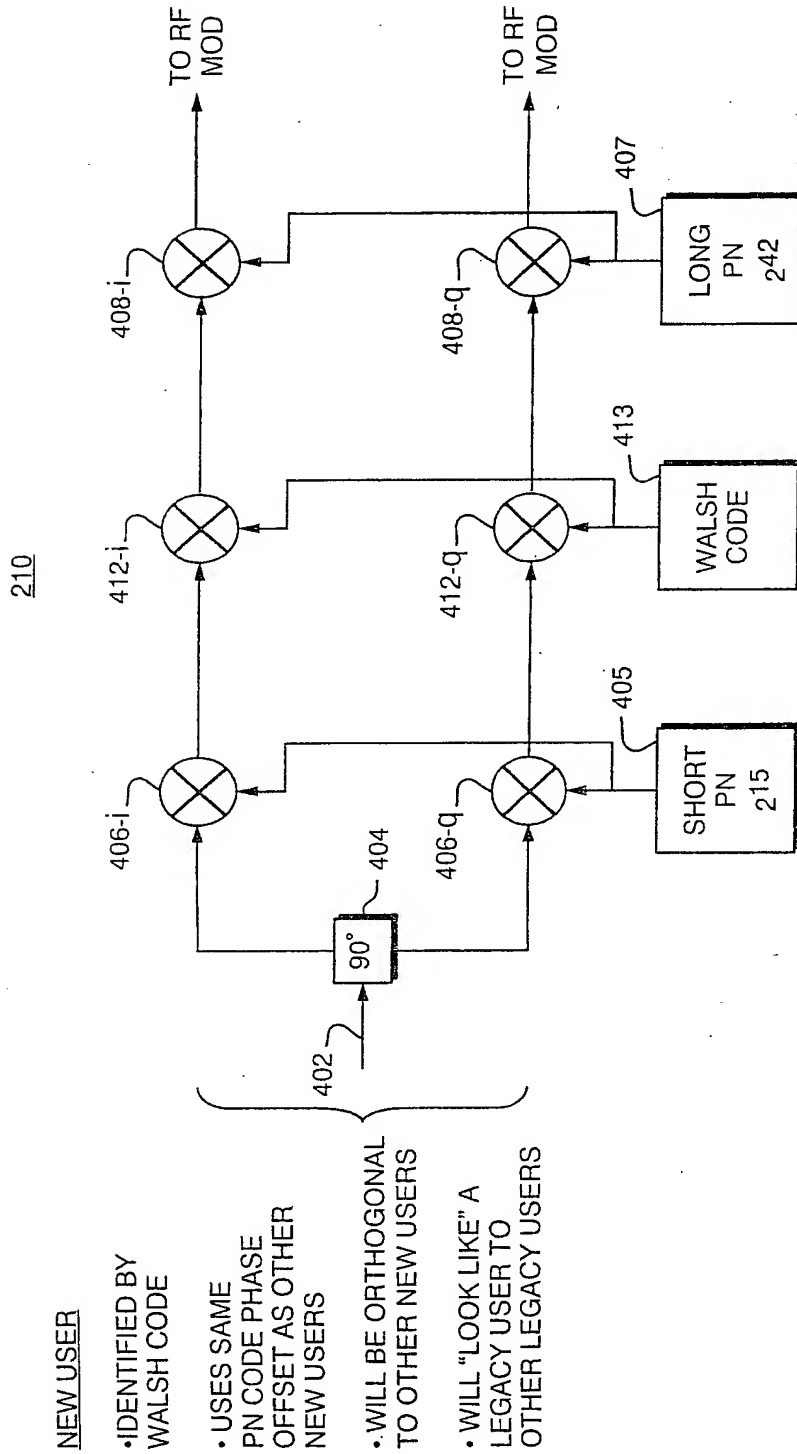 210
NEW USER
•IDENTIFIED BY
WALSH CODE
• USES SAME
PN CODE PHASE
OFFSET AS OTHER
NEW USERS
• WILL BE ORTHOGONAL
TO OTHER NEW USERS
• WILL “LOOK LIKE” A
LEGACY USER TO
OTHER LEGACY USERS
402
90°
404
406-i
412-i
408-i
TO RF
MOD
406-q
412-q
408-q
TO RF
MOD
405
SHORT
PN
2¹⁵
413
WALSH
CODE
407
LONG
PN
2⁴²